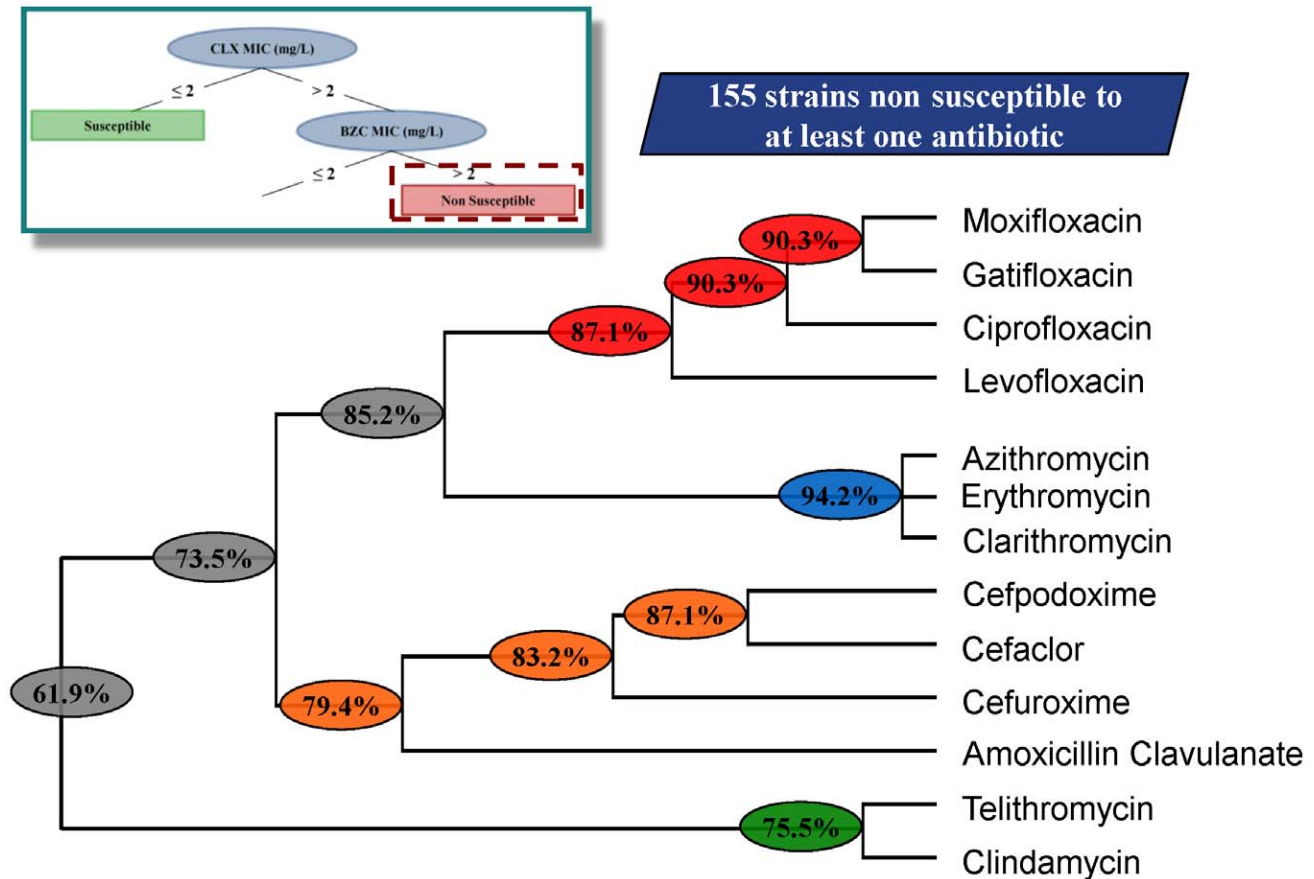 CLX MIC (mg/L)
≤ 2
> 2
Susceptible
BZC MIC (mg/L)
≤ 2
> 2
Non Susceptible
155 strains non susceptible to
at least one antibiotic
Moxifloxacin
90.3%
Gatifloxacin
90.3%
Ciprofloxacin
87.1%
Levofloxacin
85.2%
Azithromycin
94.2%
Erythromycin
Clarithromycin
73.5%
Cefpodoxime
87.1%
Cefaclor
83.2%
Cefuroxime
61.9%
79.4%
Amoxicillin Clavulanate
Telithromycin
75.5%
Clindamycin